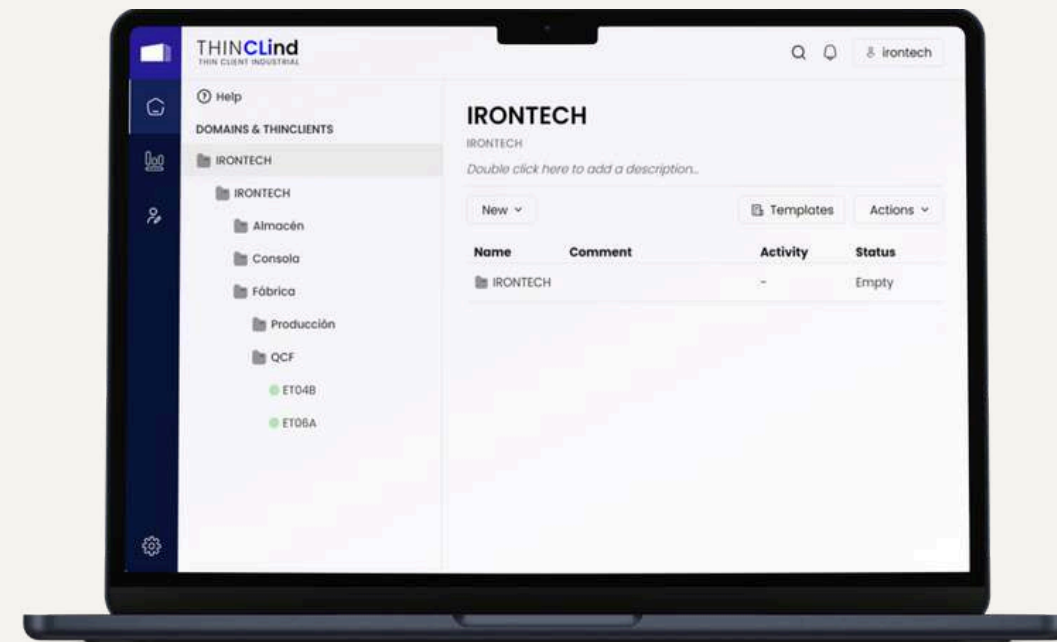 THINCLind
THIN CLIENT INDUSTRIAL
irontech
Help
DOMAINS & THINCLIENTS
IRONTECH
IRONTECH
Almacén
Consola
Fábrica
Producción
QCF
ET04B
ET06A
IRONTECH
IRONTECH
Double click here to add a description...
New
Templates
Actions
Name Comment Activity Status
IRONTECH - Empty